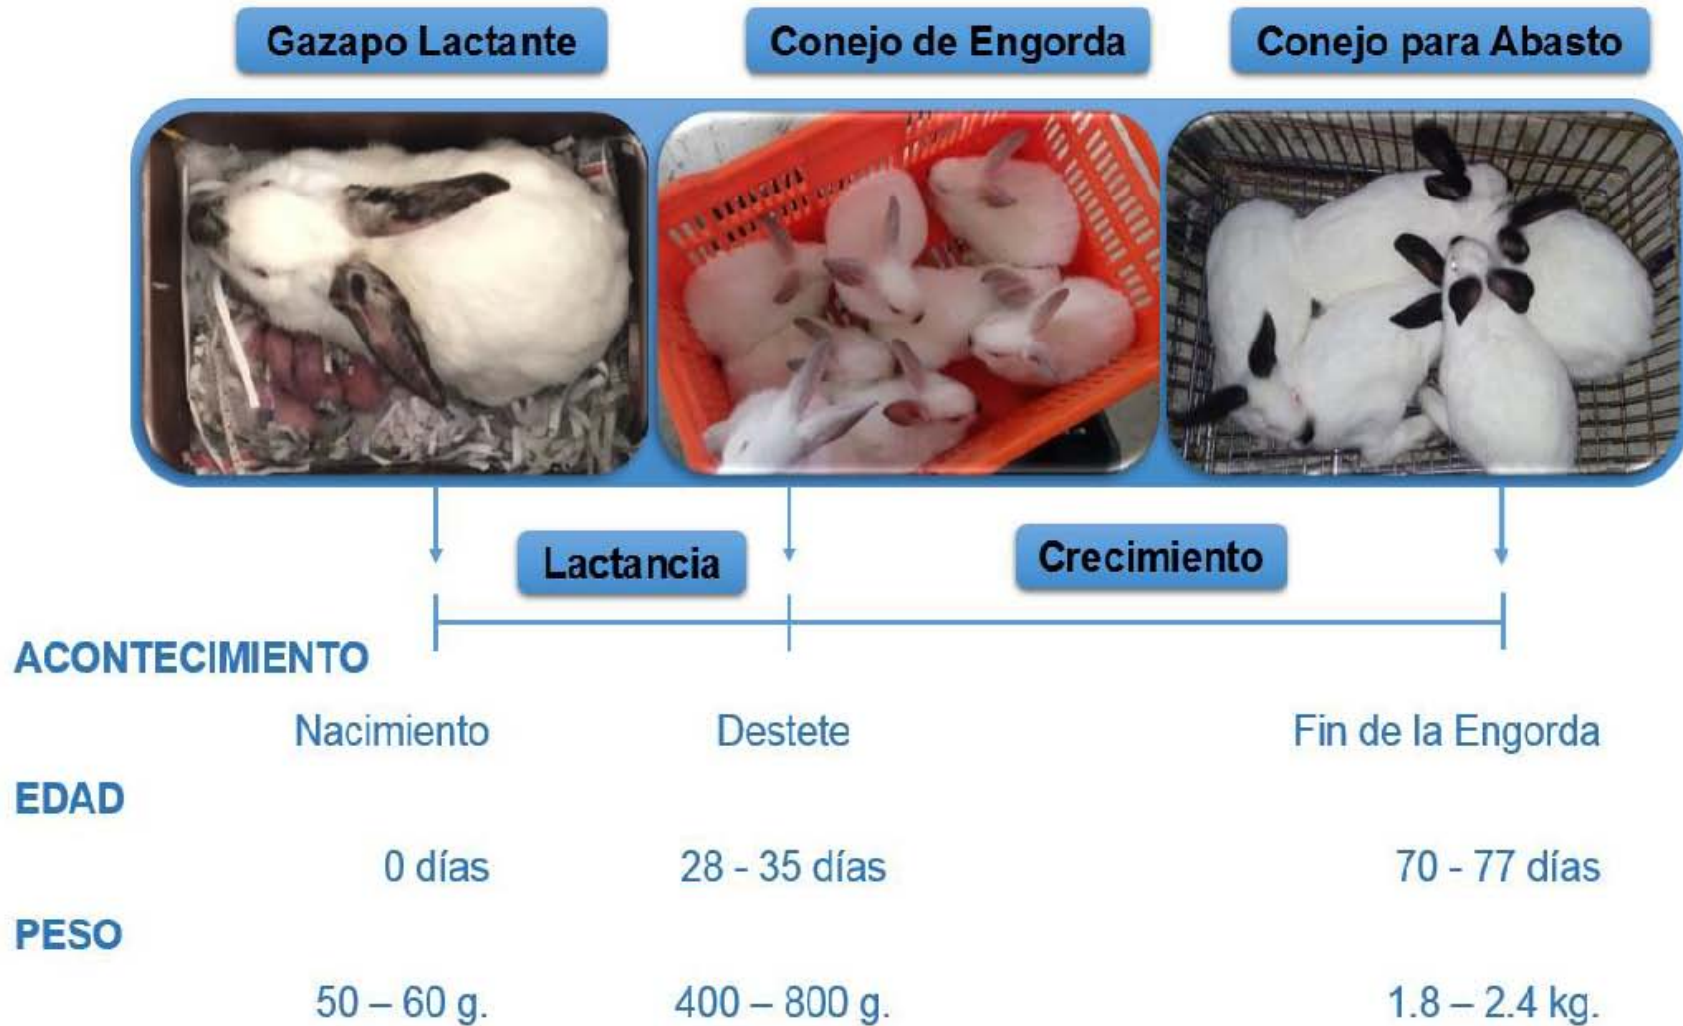 Gazapo Lactante
Conejo de Engorda
Conejo para Abasto
Lactancia
Crecimiento
ACONTECIMIENTO
Nacimiento
Destete
Fin de la Engorda
EDAD
0 días
28 - 35 días
70 - 77 días
PESO
50 – 60 g.
400 – 800 g.
1.8 – 2.4 kg.